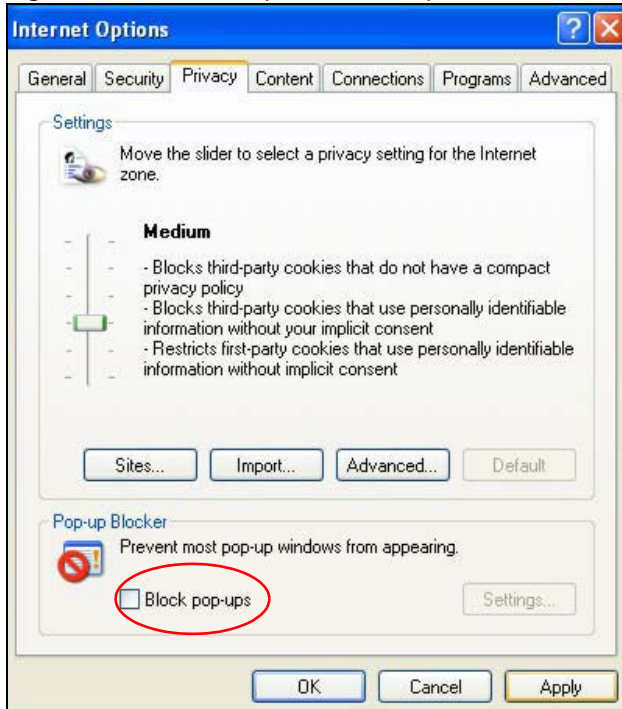 Internet Options
General Security Privacy Content Connections Programs Advanced
Settings
Move the slider to select a privacy setting for the Internet
zone.
Medium
- Blocks third-party cookies that do not have a compact
privacy policy
- Blocks third-party cookies that use personally identifiable
information without your implicit consent
- Restricts first-party cookies that use personally identifiable
information without implicit consent
Sites... Import... Advanced... Default
Pop-up Blocker
Prevent most pop-up windows from appearing.
Block pop-ups Settings...
OK Cancel Apply